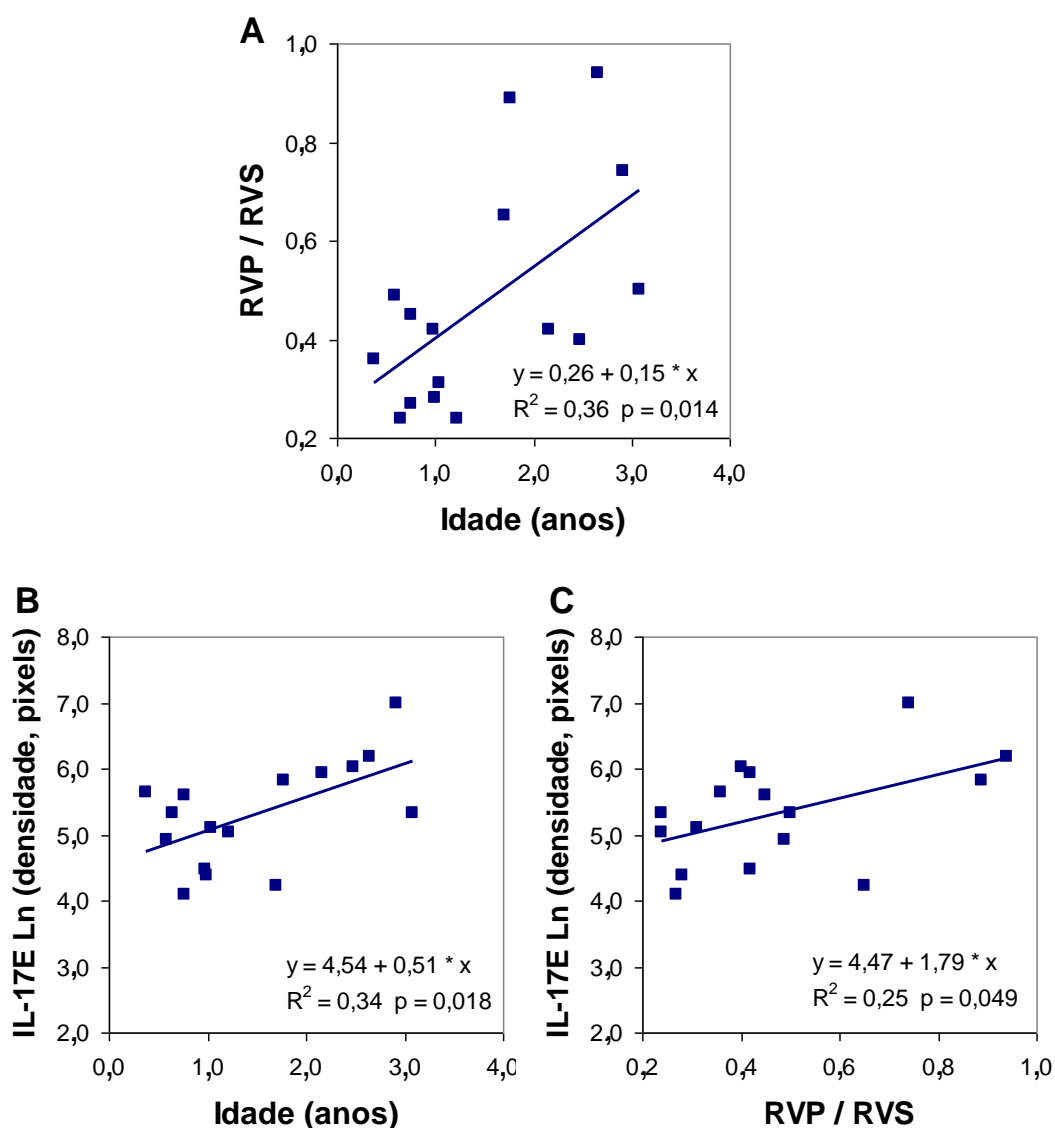 A
1,0
0,8
0,6
0,4
0,2
RVP / RVS
0,0 1,0 2,0 3,0 4,0
Idade (anos)
y = 0,26 + 0,15 * x
R² = 0,36 p = 0,014
B
8,0
7,0
6,0
5,0
4,0
3,0
2,0
IL-17E Ln (densidade, pixels)
0,0 1,0 2,0 3,0 4,0
Idade (anos)
y = 4,54 + 0,51 * x
R² = 0,34 p = 0,018
C
8,0
7,0
6,0
5,0
4,0
3,0
2,0
IL-17E Ln (densidade, pixels)
0,2 0,4 0,6 0,8 1,0
RVP / RVS
y = 4,47 + 1,79 * x
R² = 0,25 p = 0,049